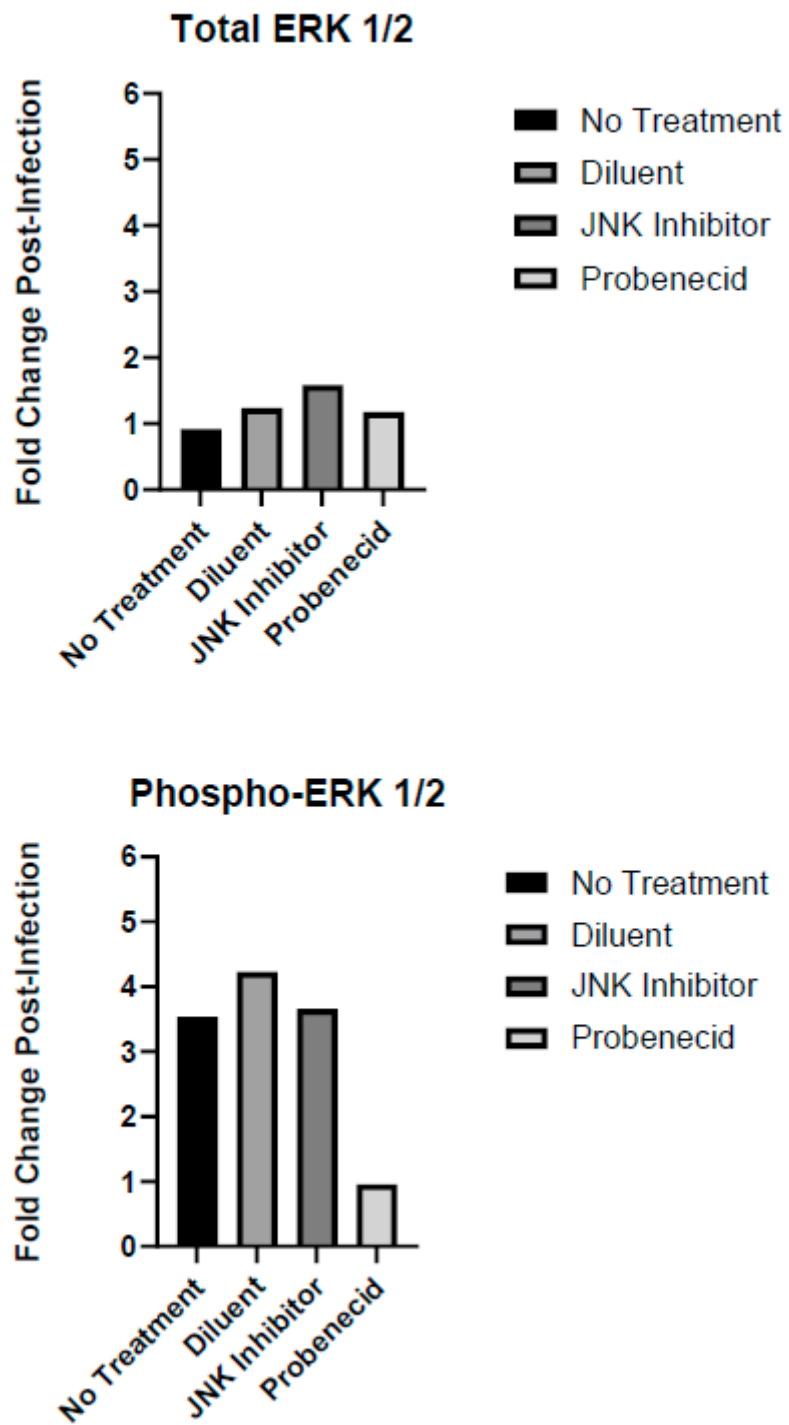 Total ERK 1/2
Fold Change Post-Infection
6
5
4
3
2
1
0
No Treatment
Diluent
JNK Inhibitor
Probenecid
No Treatment
Diluent
JNK Inhibitor
Probenecid
Phospho-ERK 1/2
Fold Change Post-Infection
6
5
4
3
2
1
0
No Treatment
Diluent
JNK Inhibitor
Probenecid
No Treatment
Diluent
JNK Inhibitor
Probenecid